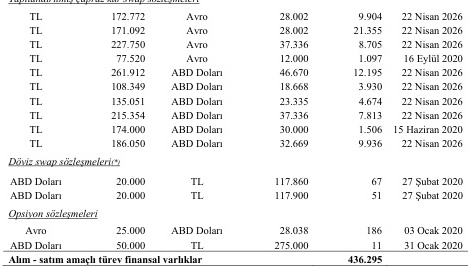 Yapılandırılmış çapraz kur swap sözleşmeleri
TL 172.772 Avro 28.002 9.904 22 Nisan 2026
TL 171.092 Avro 28.002 21.355 22 Nisan 2026
TL 227.750 Avro 37.336 8.705 22 Nisan 2026
TL 77.520 Avro 12.000 1.097 16 Eylül 2020
TL 261.912 ABD Doları 46.670 12.195 22 Nisan 2026
TL 108.349 ABD Doları 18.668 3.930 22 Nisan 2026
TL 135.051 ABD Doları 23.335 4.674 22 Nisan 2026
TL 215.354 ABD Doları 37.336 7.813 22 Nisan 2026
TL 174.000 ABD Doları 30.000 1.506 15 Haziran 2020
TL 186.050 ABD Doları 32.669 9.936 22 Nisan 2026
Döviz swap sözleşmeleri(*)
ABD Doları 20.000 TL 117.860 67 27 Şubat 2020
ABD Doları 20.000 TL 117.900 51 27 Şubat 2020
Opsiyon sözleşmeleri
Avro 25.000 ABD Doları 28.038 186 03 Ocak 2020
ABD Doları 50.000 TL 275.000 11 31 Ocak 2020
Alım - satım amaçlı türev finansal varlıklar 436.295